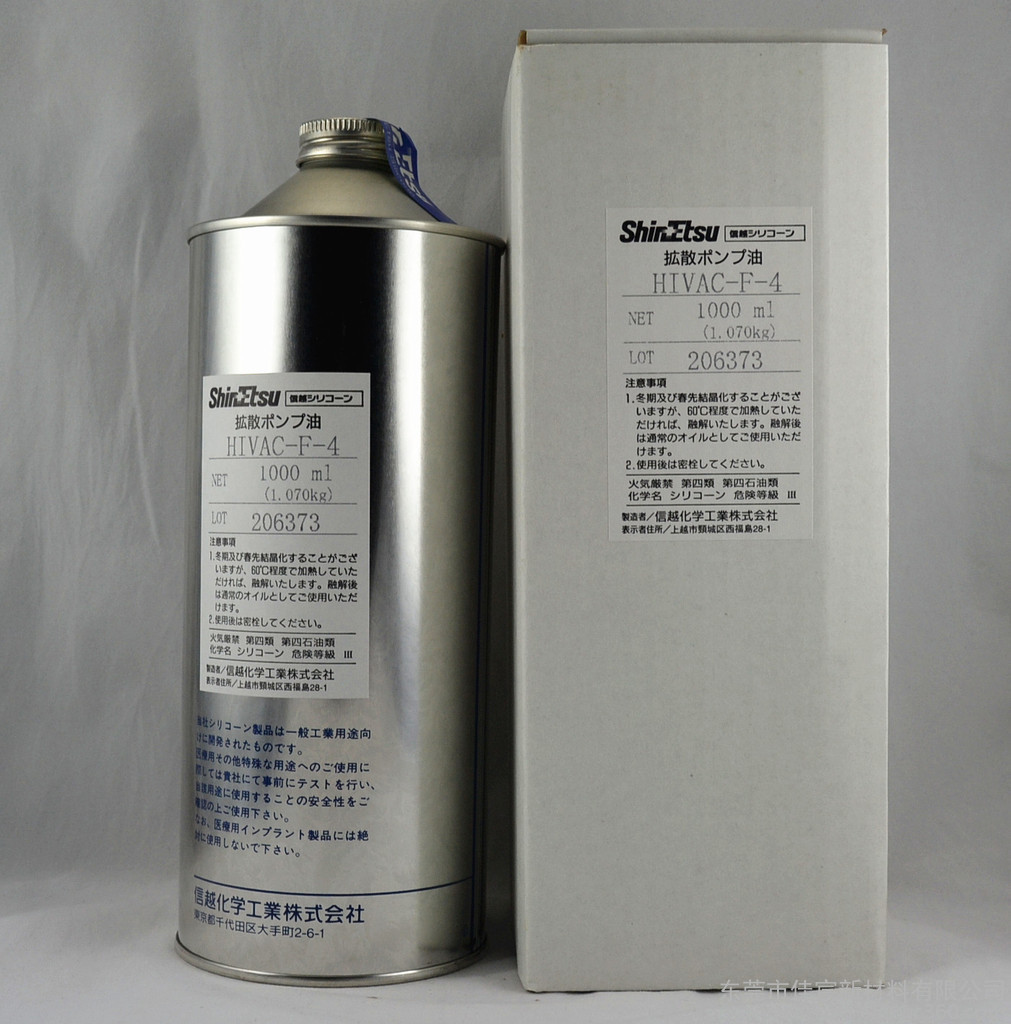 ShinEtsu 信越シリコーン
拡散ポンプ油
HIVAC-F-4
NET 1000 ml
(1.070kg)
LOT 206373
注意事項
1.冬期及び春先結晶化することがござ
いますが、60℃程度で加熱していた
だければ、融解いたします。融解後
は通常のオイルとしてご使用いただ
けます。
2.使用後は密栓してください。
火気厳禁 第四類 第四石油類
化学名 シリコーン 危険等級 III
製造者/信越化学工業株式会社
表示者住所/上越市頸城区西福島28-1
当社シリコーン製品は一般工業用途向
けに開発されたものです。
医療用その他特殊な用途へのご使用に
際しては貴社にて事前にテストを行い、
当該用途に使用することの安全性をご
確認の上ご使用下さい。
なお、医療用インプラント製品には絶
対に使用しないで下さい。
信越化学工業株式会社
東京都千代田区大手町2-6-1
ShinEtsu 信越シリコーン
拡散ポンプ油
HIVAC-F-4
NET 1000 ml
(1.070kg)
LOT 206373
注意事項
1.冬期及び春先結晶化することがござ
いますが、60℃程度で加熱していた
だければ、融解いたします。融解後
は通常のオイルとしてご使用いただ
けます。
2.使用後は密栓してください。
火気厳禁 第四類 第四石油類
化学名 シリコーン 危険等級 III
製造者/信越化学工業株式会社
表示者住所/上越市頸城区西福島28-1
东莞市佳宜新材料有限公司